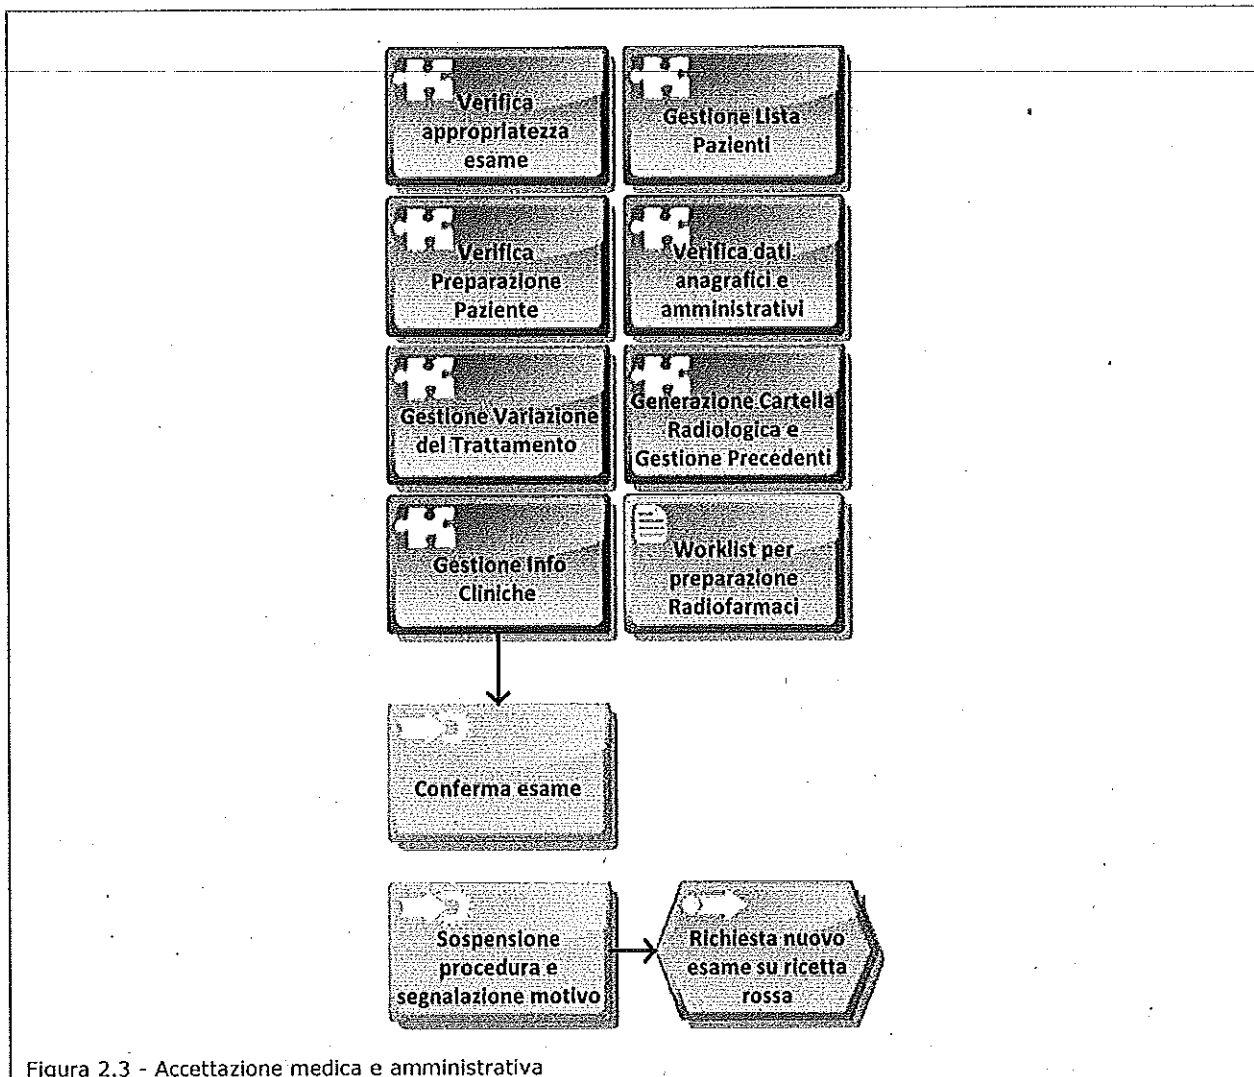 Verifica
appropriatezza
esame
Gestione Lista
Pazienti
Verifica
Preparazione
Paziente
Verifica dati
anagrafici e
amministrativi
Gestione Variazione
del Trattamento
Generazione Cartella
Radiologica e
Gestione Precedenti
Gestione Info
Cliniche
Worklist per
preparazione
Radiofarmaci
Conferma esame
Sospensione
procedura e
segnalazione motivo
Richiesta nuovo
esame su ricetta
rossa
Figura 2.3 - Accettazione medica e amministrativa